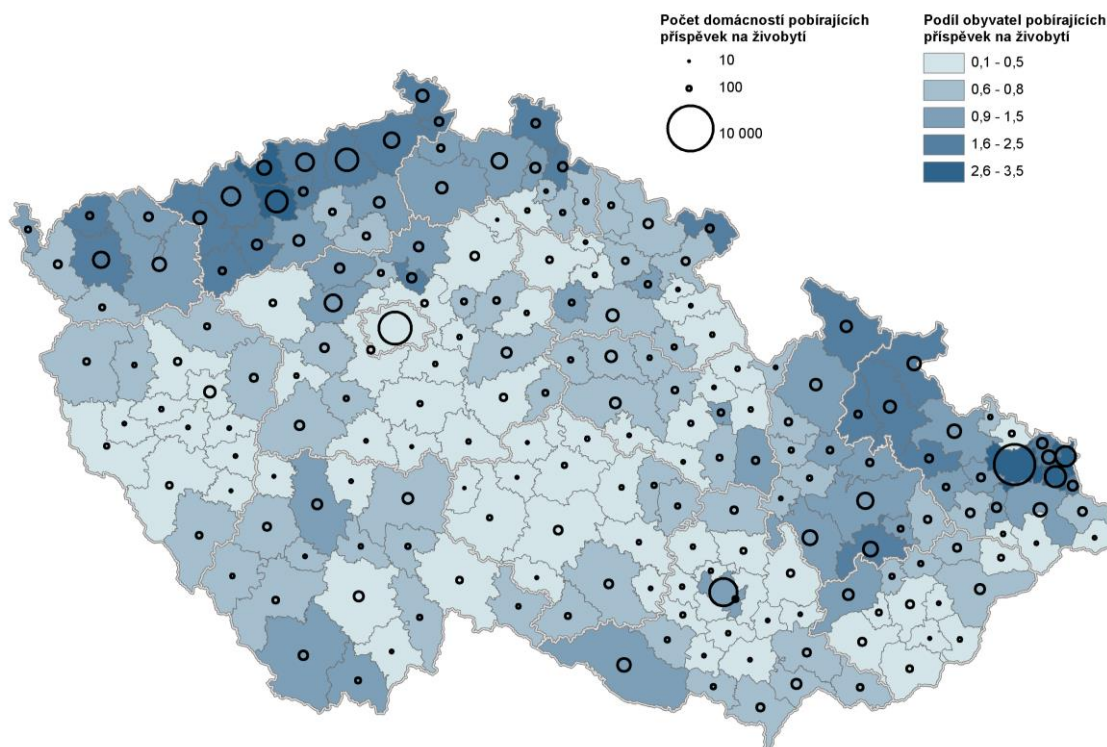 Počet domácností pobírajících
příspěvek na živobytí
10
100
10 000
Podíl obyvatel pobírajících
příspěvek na živobytí
0,1 - 0,5
0,6 - 0,8
0,9 - 1,5
1,6 - 2,5
2,6 - 3,5